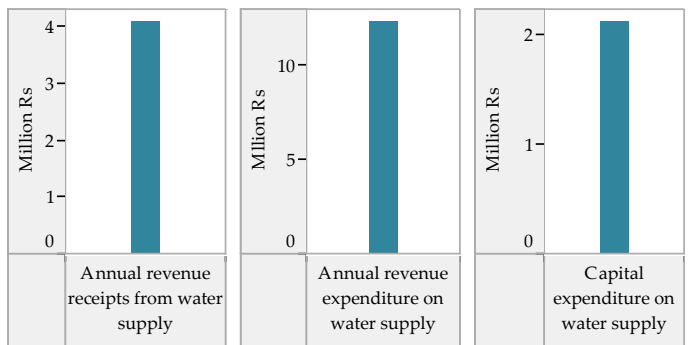 4
3
2
1
0
Million Rs
Annual revenue
receipts from water
supply
10
5
0
Mllion Rs
Annual revenue
expenditure on
water supply
2
1
0
Million Rs
Capital
expenditure on
water supply